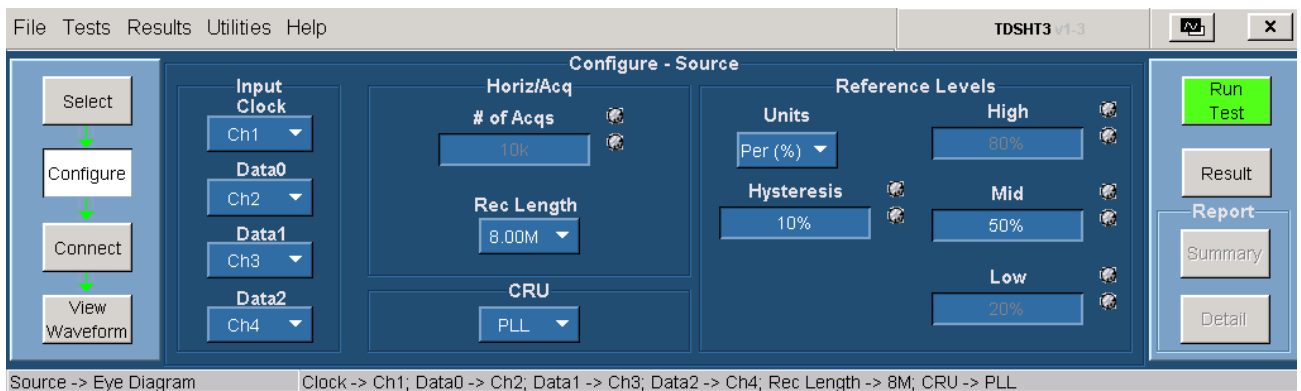 File Tests Results Utilities Help
TDSHT3 v1-3
x
Select
Configure
Connect
View
Waveform
Configure - Source
Input
Clock
Ch1
Data0
Ch2
Data1
Ch3
Data2
Ch4
Horiz/Acq
# of Acqs
10k
Rec Length
8.00M
CRU
PLL
Reference Levels
Units
Per (%)
Hysteresis
10%
High
80%
Mid
50%
Low
20%
Run
Test
Result
Report
Summary
Detail
Source -> Eye Diagram
Clock -> Ch1; Data0 -> Ch2; Data1 -> Ch3; Data2 -> Ch4; Rec Length -> 8M; CRU -> PLL